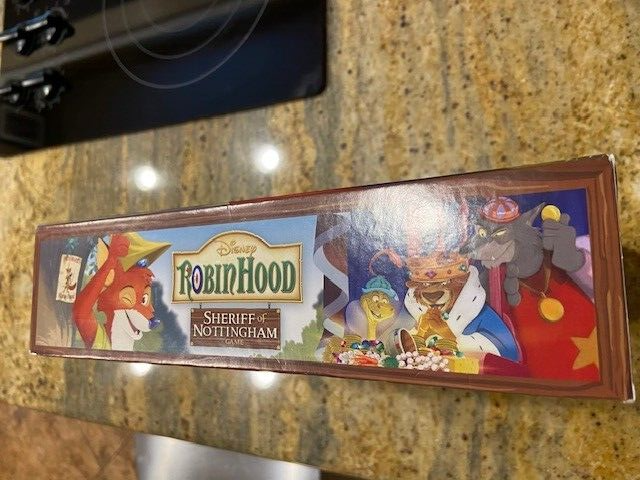 Disney
ROBIN HOOD
SHERIFF of
NOTTINGHAM
GAME